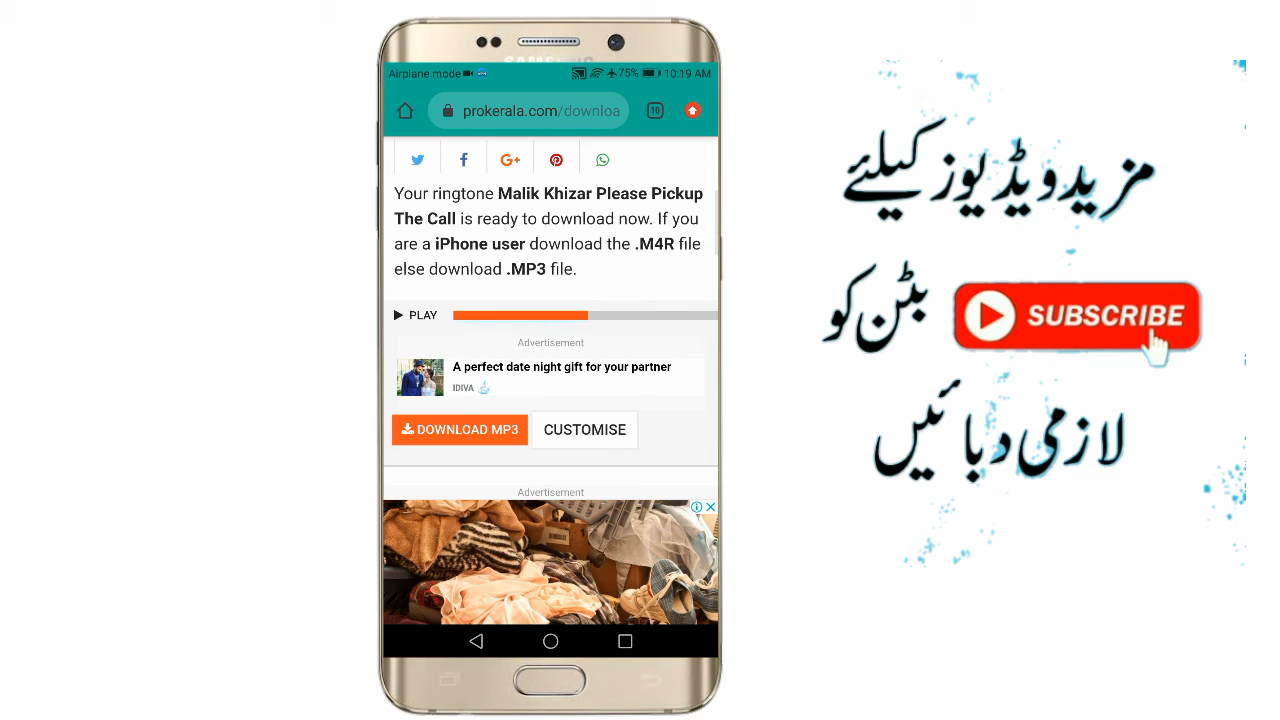 SAMSUNG
Airplane mode 75% 10:19 AM
prokerala.com/downloa 10
Your ringtone Malik Khizar Please Pickup
The Call is ready to download now. If you
are a iPhone user download the .M4R file
else download .MP3 file.
PLAY
Advertisement
A perfect date night gift for your partner
IDIVA
DOWNLOAD MP3 CUSTOMISE
Advertisement
مزید ویڈیوز کیلئے
بٹن کو SUBSCRIBE
لازمی دبائیں